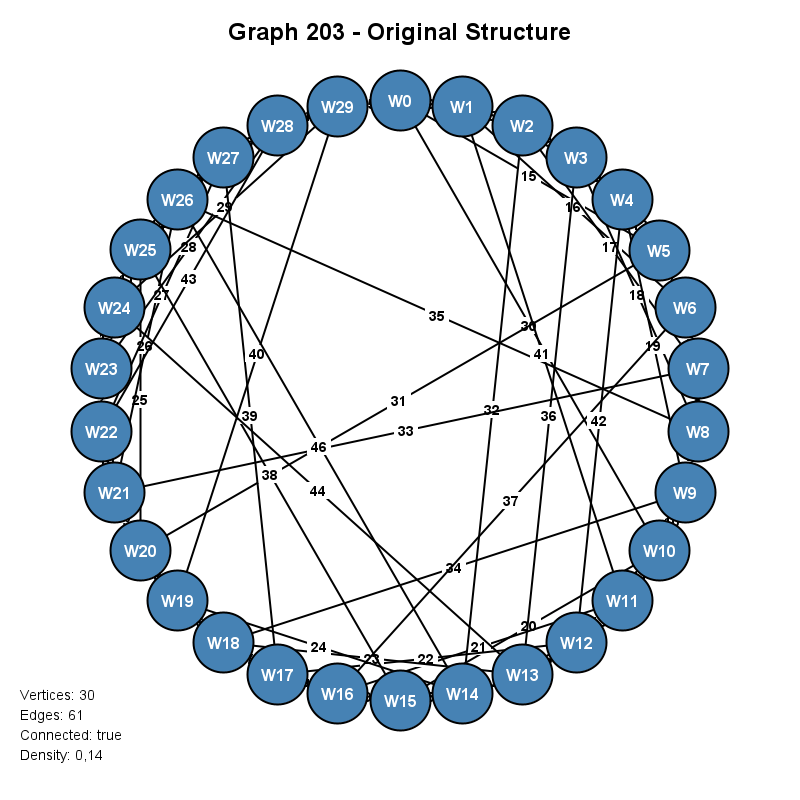 Graph 203 - Original Structure
W0
W29 W1
W28 W2
W27 W3
15
W26 W4
29 16
28 17
W25 W5
43
27 18
W24 W6
35
30
26 40 41 19
W23 W7
25 31
32
39 36
42
33
W22 W8
46
38
44
37
W21 W9
W20 W10
34
W19 W11
20
W18 W12
24 21
23 22
W17 W13
W16 W14
W15
Vertices: 30
Edges: 61
Connected: true
Density: 0,14